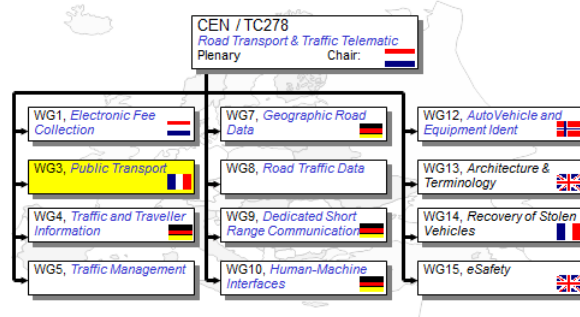 CEN / TC278
Road Transport & Traffic Telematic
Plenary Chair:
WG1, Electronic Fee
Collection
WG3, Public Transport
WG4, Traffic and Traveller
Information
WG5, Traffic Management
WG7, Geographic Road
Data
WG8, Road Traffic Data
WG9, Dedicated Short
Range Communication
WG10, Human-Machine
Interfaces
WG12, AutoVehicle and
Equipment Ident
WG13, Architecture &
Terminology
WG14, Recovery of Stolen
Vehicles
WG15, eSafety